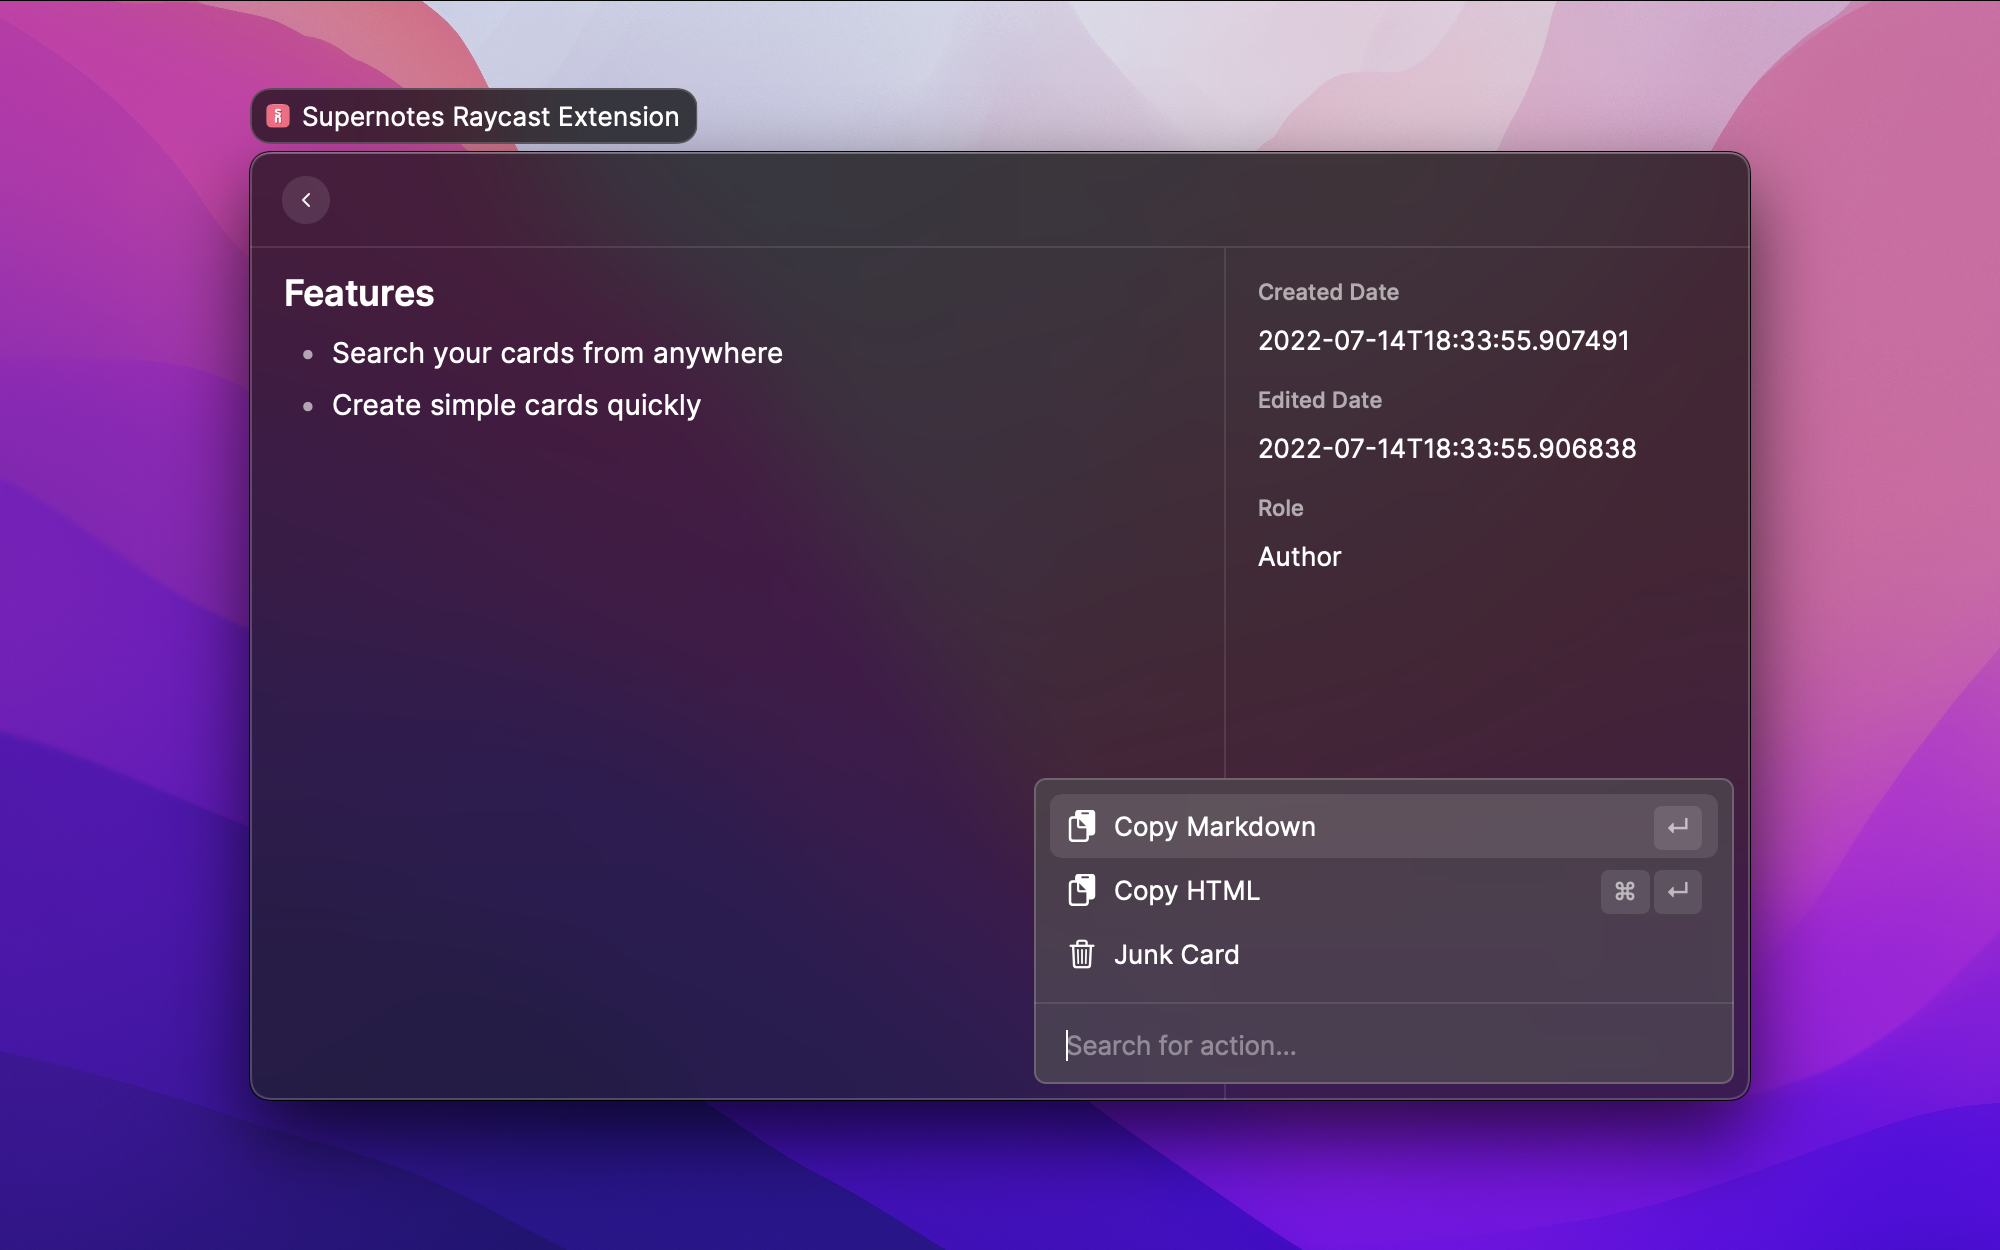 Supernotes Raycast Extension
Features
Search your cards from anywhere
Create simple cards quickly
Created Date
2022-07-14T18:33:55.907491
Edited Date
2022-07-14T18:33:55.906838
Role
Author
Copy Markdown ↵
Copy HTML ⌘ ↵
Junk Card
Search for action...